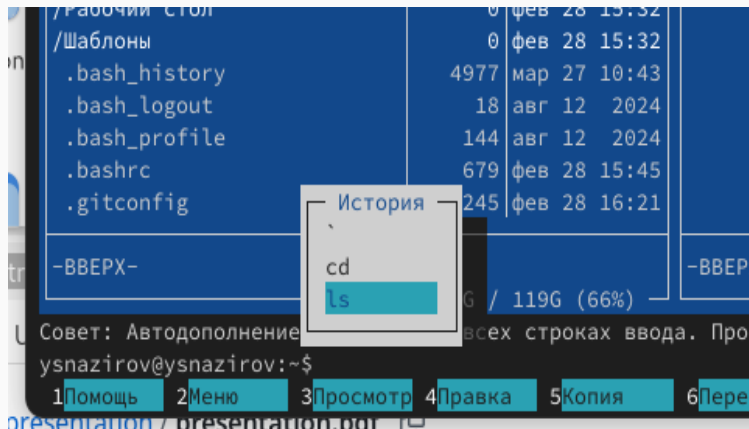 /Рабочий стол 0 фев 28 15:32
/Шаблоны 0 фев 28 15:32
.bash_history 4977 мар 27 10:43
.bash_logout 18 авг 12 2024
.bash_profile 144 авг 12 2024
.bashrc 679 фев 28 15:45
.gitconfig 245 фев 28 16:21
История
`
cd
ls
-ВВЕРХ- -ВВЕР
G / 119G (66%)
Совет: Автодополнение всех строках ввода. Про
ysnazirov@ysnazirov:~$
1Помощь 2Меню 3Просмотр 4Правка 5Копия 6Пере
presentation / presentation.pdf